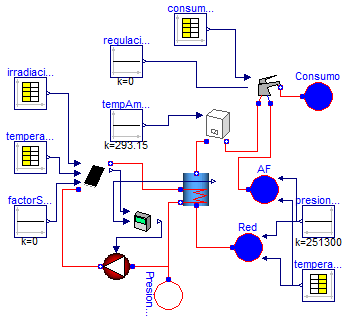 consum...
regulaci...
k=0
Consumo
irradiaci...
tempAm...
k=293.15
tempera...
AF
factorS...
k=0
presion...
k=251300
Red
tempera...
Presion...